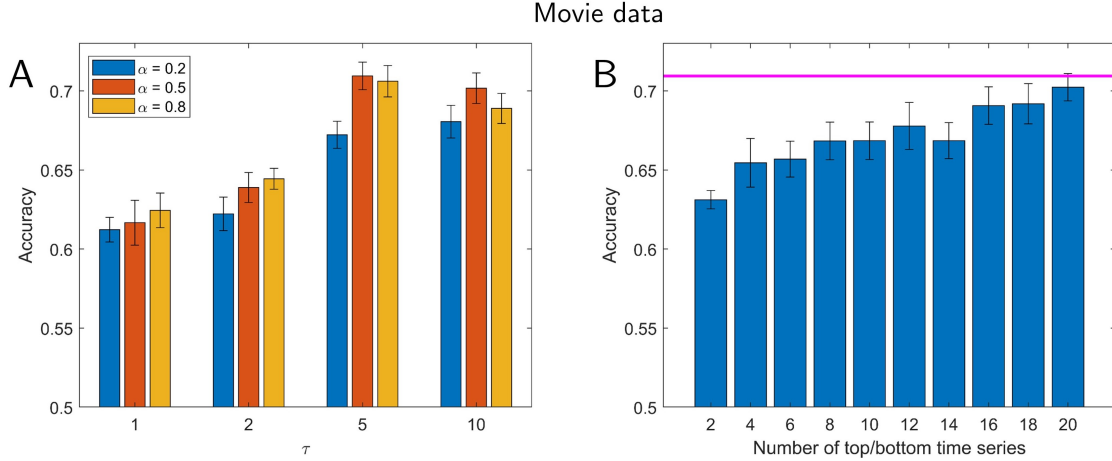 Movie data
A
α = 0.2
α = 0.5
α = 0.8
0.7
0.65
0.6
0.55
0.5
Accuracy
1 2 5 10
τ
B
0.7
0.65
0.6
0.55
0.5
Accuracy
2 4 6 8 10 12 14 16 18 20
Number of top/bottom time series